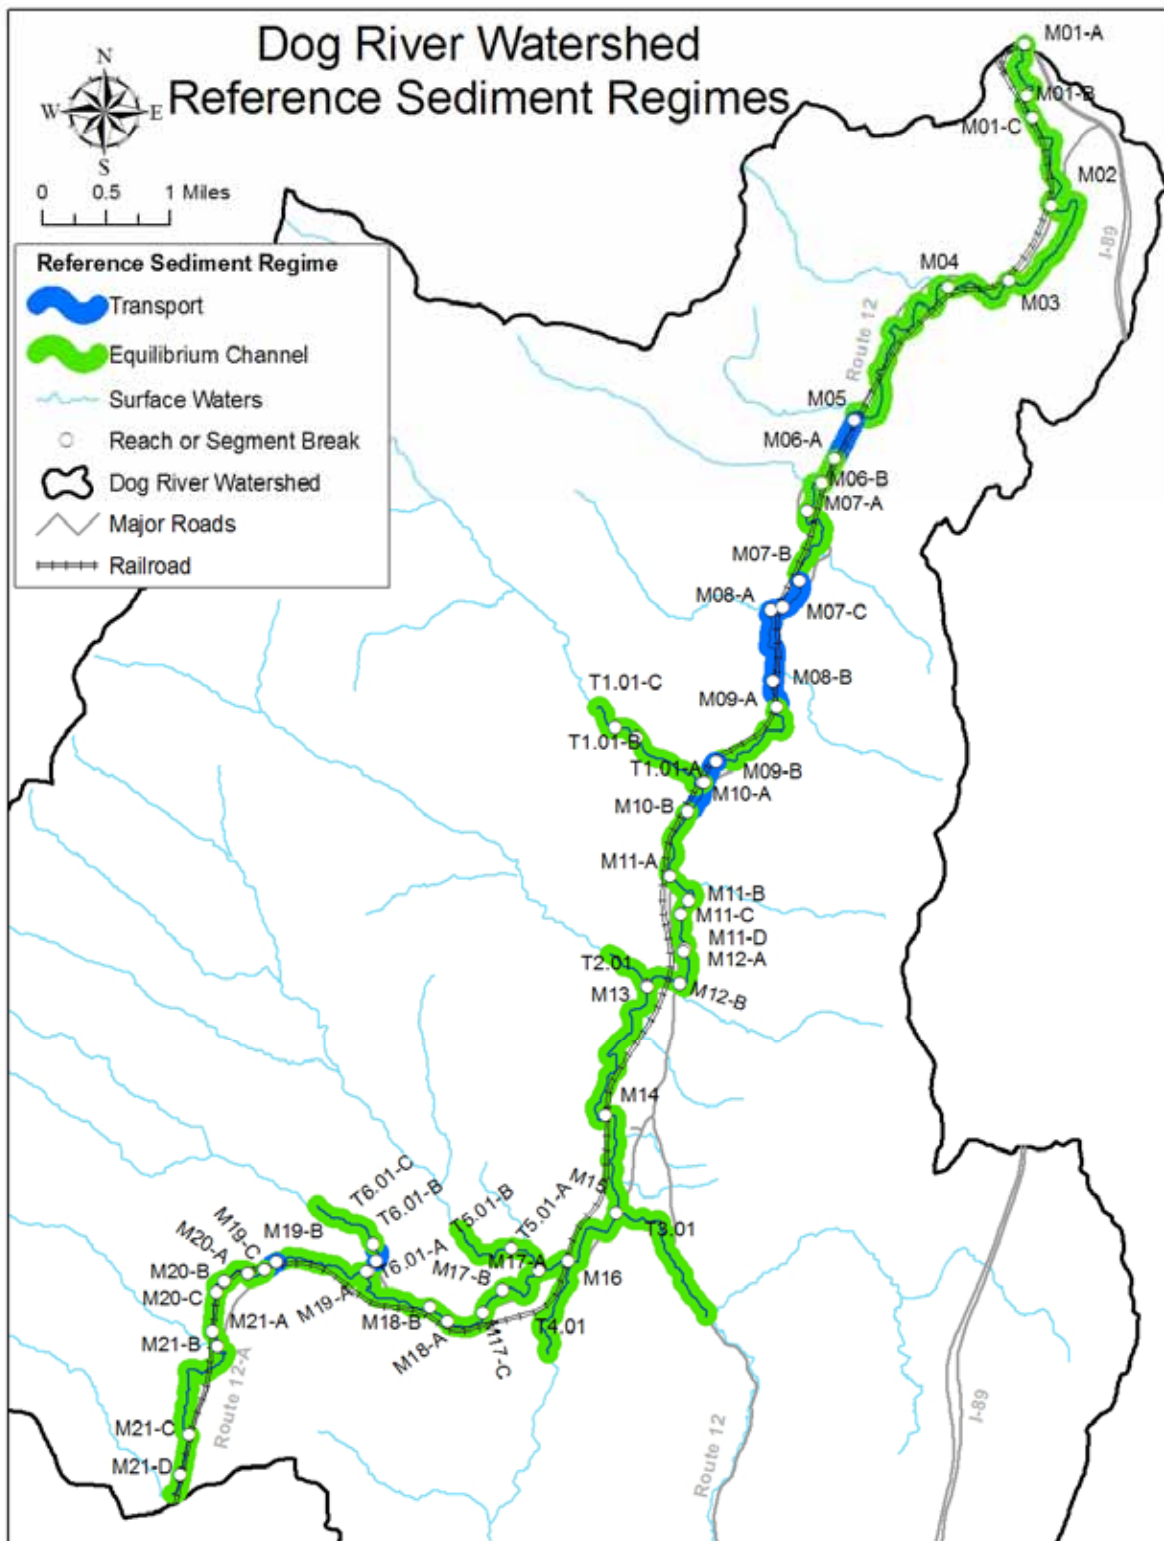 Dog River Watershed
Reference Sediment Regimes
N
W
E
S
0 0.5 1 Miles
Reference Sediment Regime
Transport
Equilibrium Channel
Surface Waters
Reach or Segment Break
Dog River Watershed
Major Roads
Railroad
M01-A
M01-B
M01-C
M02
I-89
M04
M03
Route 12
M05
M06-A
M06-B
M07-A
M07-B
M08-A
M07-C
M08-B
T1.01-C
M09-A
T1.01-B
T1.01-A
M09-B
M10-A
M10-B
M11-A
M11-B
M11-C
M11-D
M12-A
T2.01
M13
M12-B
M14
M15
T3.01
T6.01-C
T6.01-B
T5.01-B
T5.01-A
M19-B
M19-C
M20-A
T6.01-A
M17-A
M17-B
M16
M20-B
M20-C
M19-A
M21-A
M18-B
M18-A
M17-C
T4.01
M21-B
Route 12-A
M21-C
M21-D
Route 12
I-89